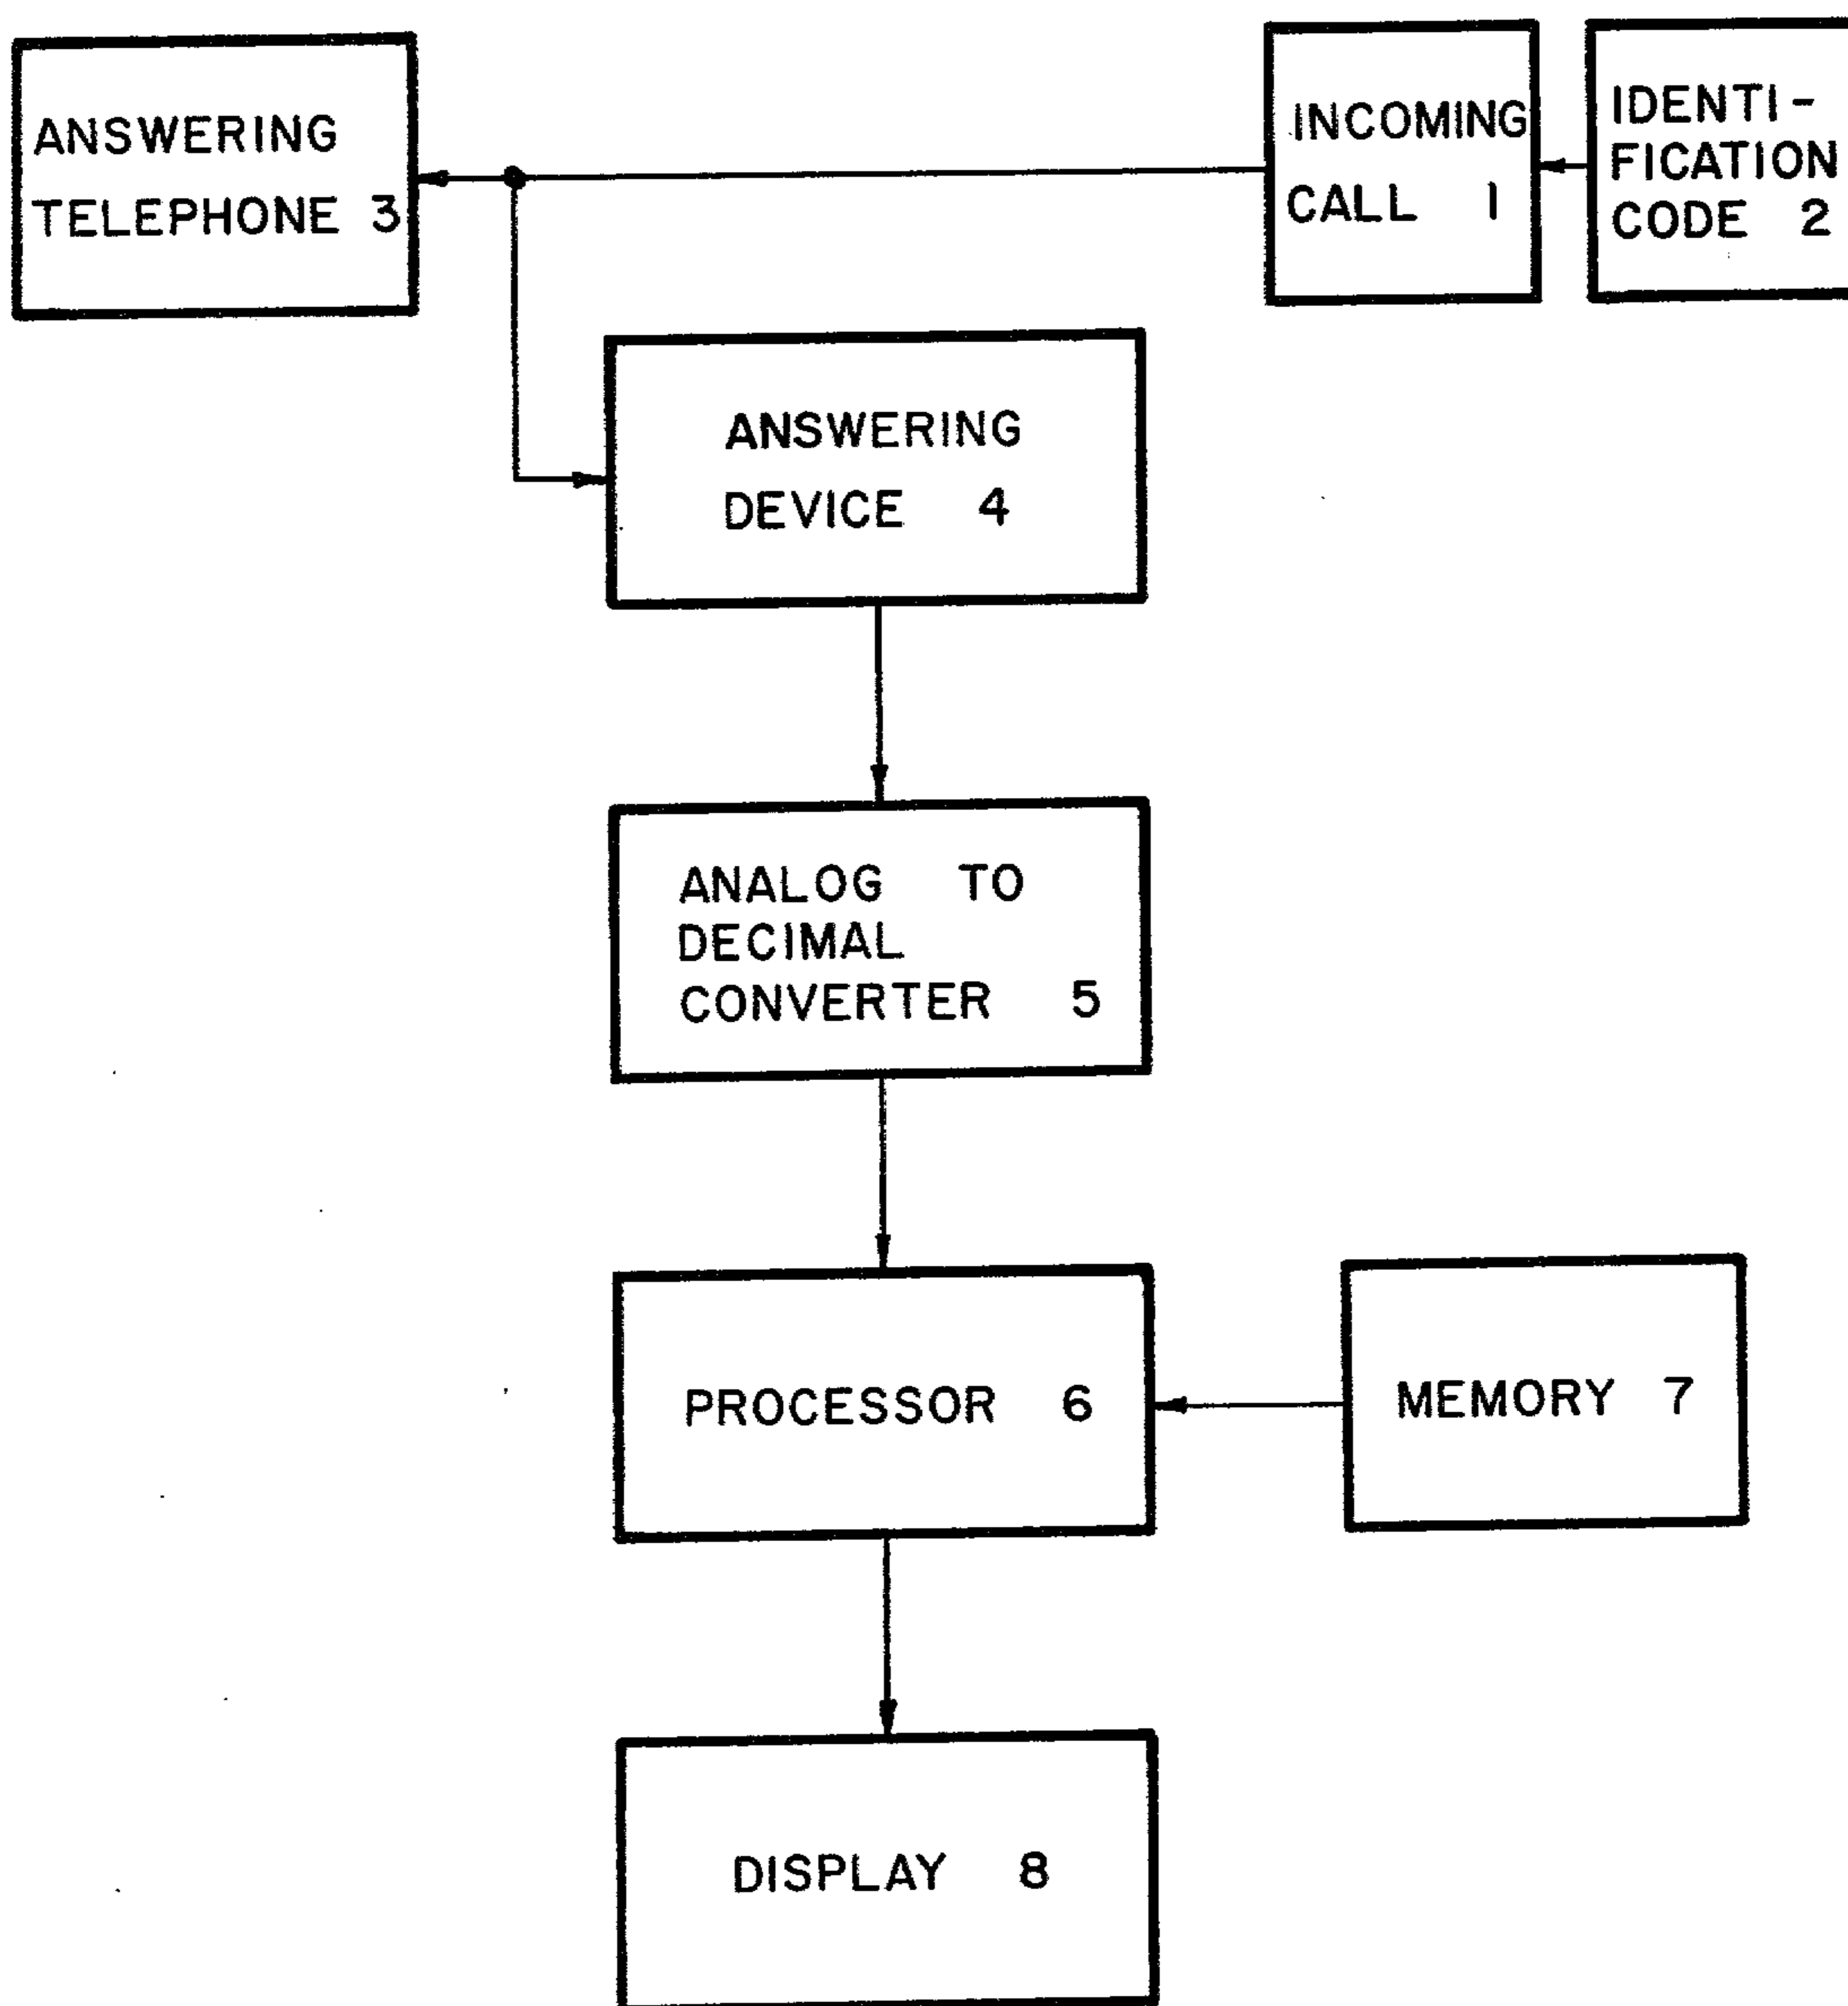 ANSWERING
TELEPHONE 3
INCOMING
CALL 1
IDENTI-
FICATION
CODE 2
ANSWERING
DEVICE 4
ANALOG TO
DECIMAL
CONVERTER 5
PROCESSOR 6
MEMORY 7
DISPLAY 8